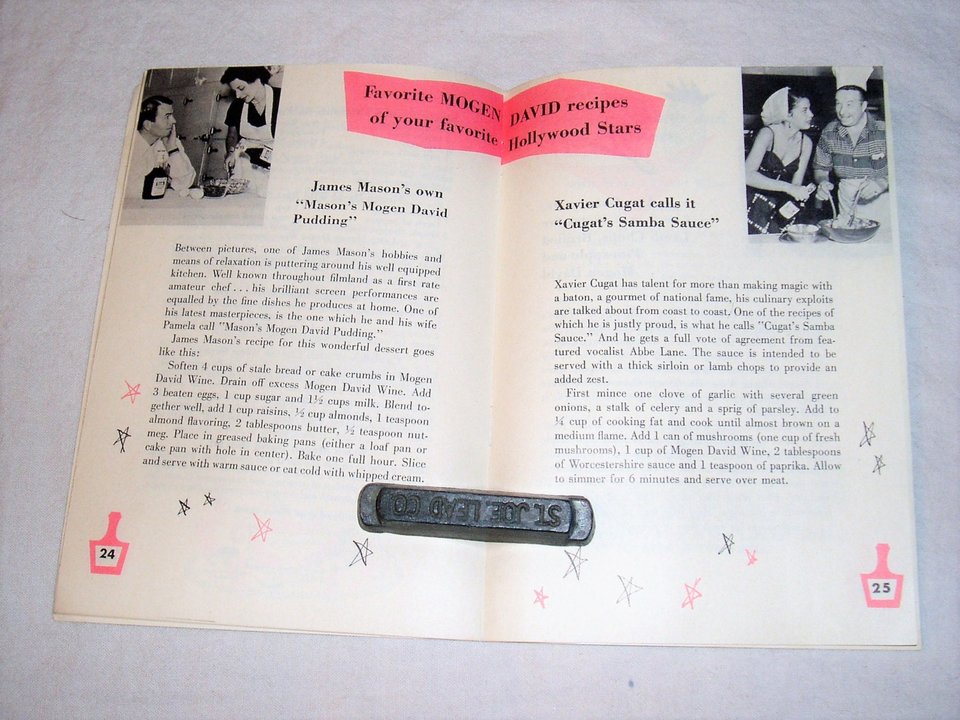 Favorite MOGEN DAVID recipes
of your favorite Hollywood Stars
James Mason's own
"Mason's Mogen David
Pudding"
Between pictures, one of James Mason's hobbies and
means of relaxation is puttering around his well equipped
kitchen. Well known throughout filmland as a first rate
amateur chef . . . his brilliant screen performances are
equalled by the fine dishes he produces at home. One of
his latest masterpieces, is the one which he and his wife
Pamela call "Mason's Mogen David Pudding."
James Mason's recipe for this wonderful dessert goes
like this:
Soften 4 cups of stale bread or cake crumbs in Mogen
David Wine. Drain off excess Mogen David Wine. Add
3 beaten eggs, 1 cup sugar and 1½ cups milk. Blend to-
gether well, add 1 cup raisins, ½ cup almonds, 1 teaspoon
almond flavoring, 2 tablespoons butter, ½ teaspoon nut-
meg. Place in greased baking pans (either a loaf pan or
cake pan with hole in center). Bake one full hour. Slice
and serve with warm sauce or eat cold with whipped cream.
24
Xavier Cugat calls it
"Cugat's Samba Sauce"
Xavier Cugat has talent for more than making magic with
a baton, a gourmet of national fame, his culinary exploits
are talked about from coast to coast. One of the recipes of
which he is justly proud, is what he calls "Cugat's Samba
Sauce." And he gets a full vote of agreement from fea-
tured vocalist Abbe Lane. The sauce is intended to be
served with a thick sirloin or lamb chops to provide an
added zest.
First mince one clove of garlic with several green
onions, a stalk of celery and a sprig of parsley. Add to
¼ cup of cooking fat and cook until almost brown on a
medium flame. Add 1 can of mushrooms (one cup of fresh
mushrooms), 1 cup of Mogen David Wine, 2 tablespoons
of Worcestershire sauce and 1 teaspoon of paprika. Allow
to simmer for 6 minutes and serve over meat.
25
ST. JOE LEAD CO